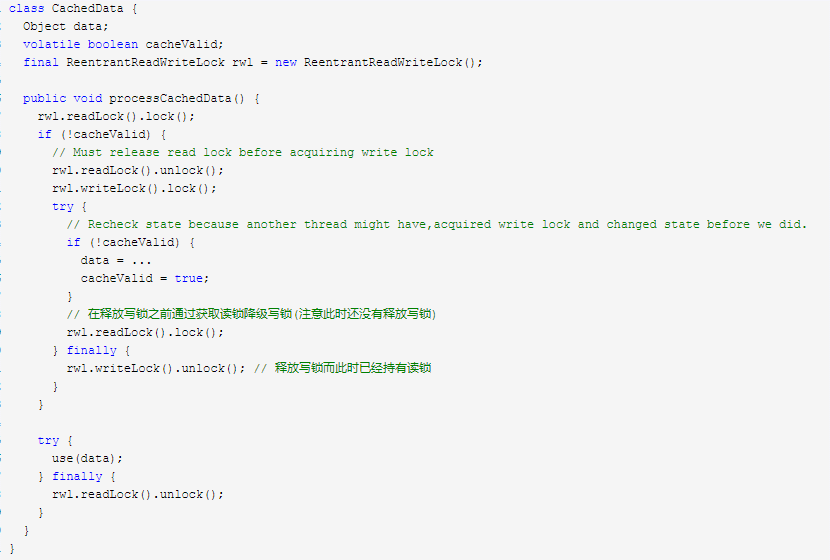 class CachedData {
  Object data;
  volatile boolean cacheValid;
  final ReentrantReadWriteLock rwl = new ReentrantReadWriteLock();

  public void processCachedData() {
    rwl.readLock().lock();
    if (!cacheValid) {
      // Must release read lock before acquiring write lock
      rwl.readLock().unlock();
      rwl.writeLock().lock();
      try {
        // Recheck state because another thread might have,acquired write lock and changed state before we did.
        if (!cacheValid) {
          data = ...
          cacheValid = true;
        }
        // 在释放写锁之前通过获取读锁降级写锁(注意此时还没有释放写锁)
        rwl.readLock().lock();
      } finally {
        rwl.writeLock().unlock(); // 释放写锁而此时已经持有读锁
      }
    }

    try {
      use(data);
    } finally {
      rwl.readLock().unlock();
    }
  }
}